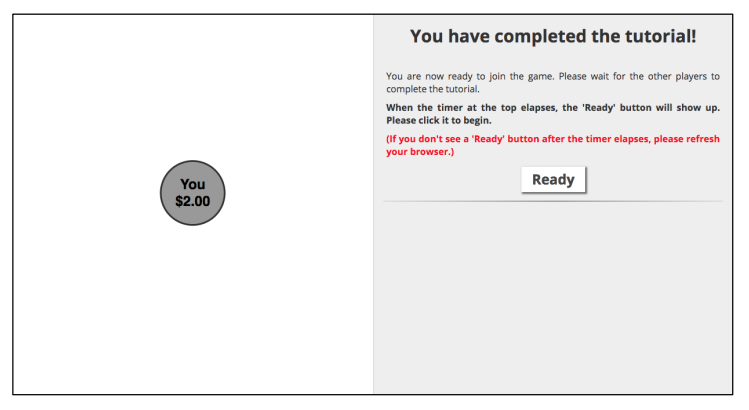 You have completed the tutorial!
You are now ready to join the game. Please wait for the other players to
complete the tutorial.
When the timer at the top elapses, the 'Ready' button will show up.
Please click it to begin.
(If you don't see a 'Ready' button after the timer elapses, please refresh
your browser.)
Ready
You
$2.00